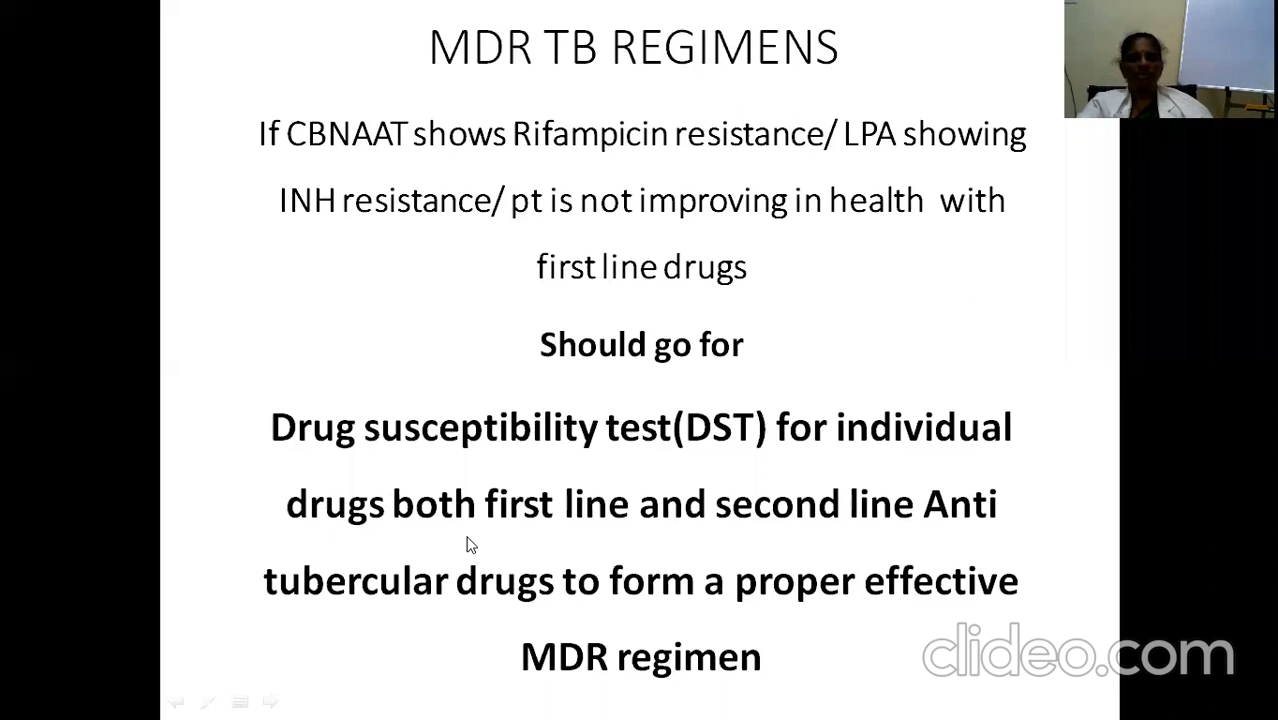 MDR TB REGIMENS
If CBNAAT shows Rifampicin resistance/ LPA showing
INH resistance/ pt is not improving in health with
first line drugs
Should go for
Drug susceptibility test(DST) for individual
drugs both first line and second line Anti
tubercular drugs to form a proper effective
MDR regimen
clideo.com